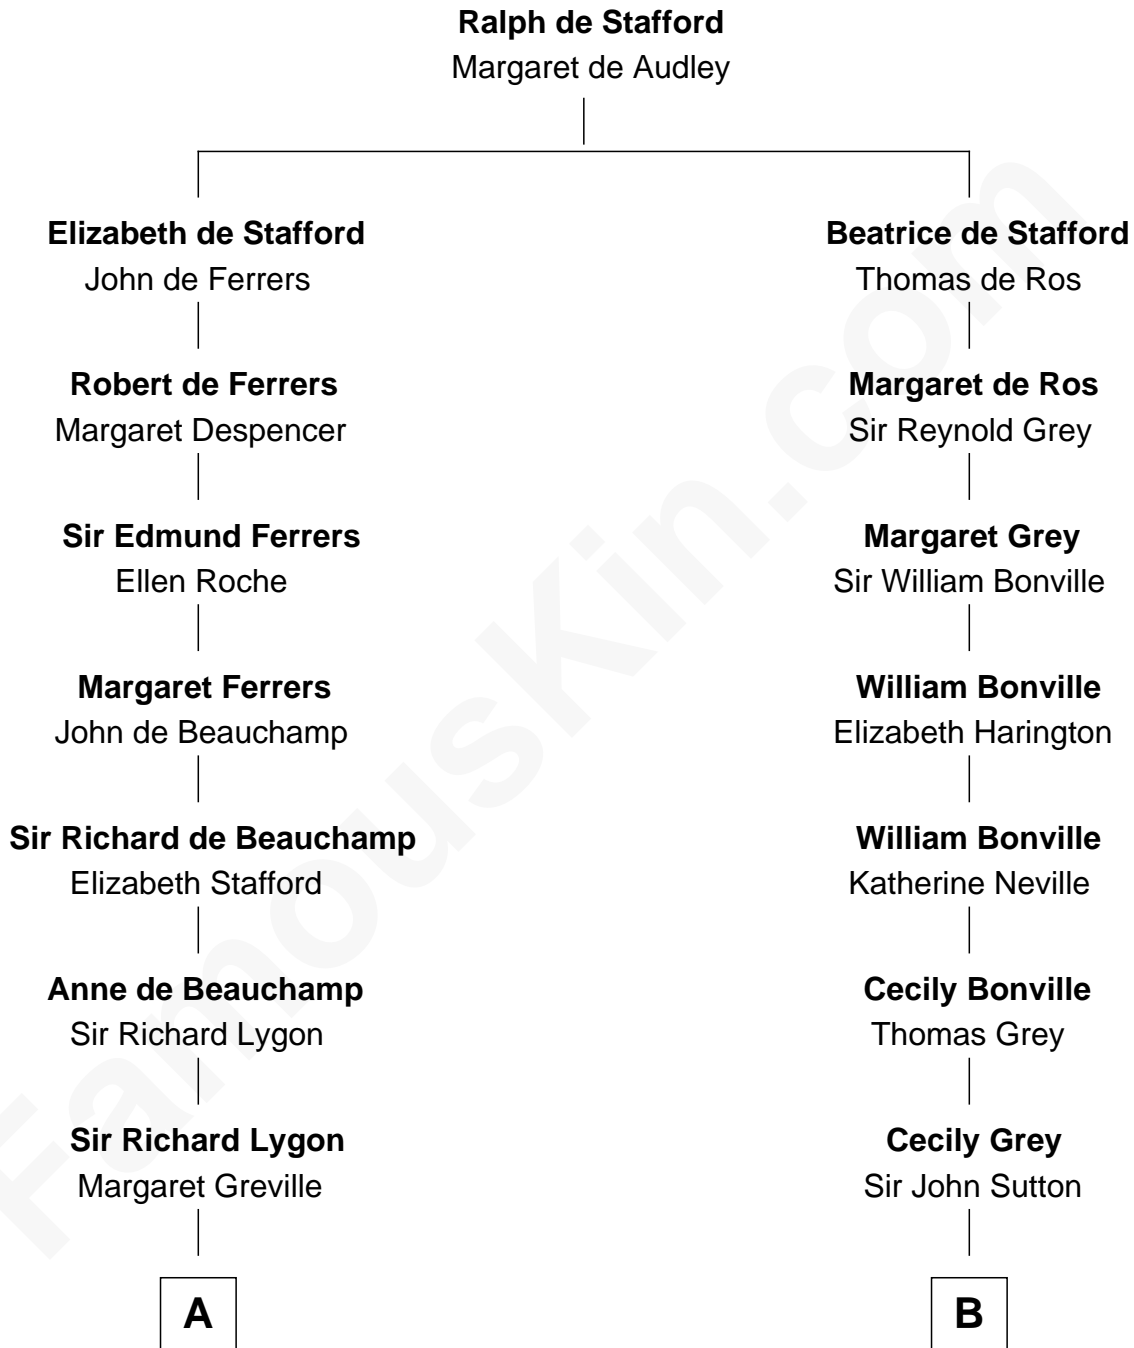 Ralph de Stafford
Margaret de Audley
Elizabeth de Stafford
John de Ferrers
Robert de Ferrers
Margaret Despencer
Sir Edmund Ferrers
Ellen Roche
Margaret Ferrers
John de Beauchamp
Sir Richard de Beauchamp
Elizabeth Stafford
Anne de Beauchamp
Sir Richard Lygon
Sir Richard Lygon
Margaret Greville
A
Beatrice de Stafford
Thomas de Ros
Margaret de Ros
Sir Reynold Grey
Margaret Grey
Sir William Bonville
William Bonville
Elizabeth Harington
William Bonville
Katherine Neville
Cecily Bonville
Thomas Grey
Cecily Grey
Sir John Sutton
B
FamousKin.com